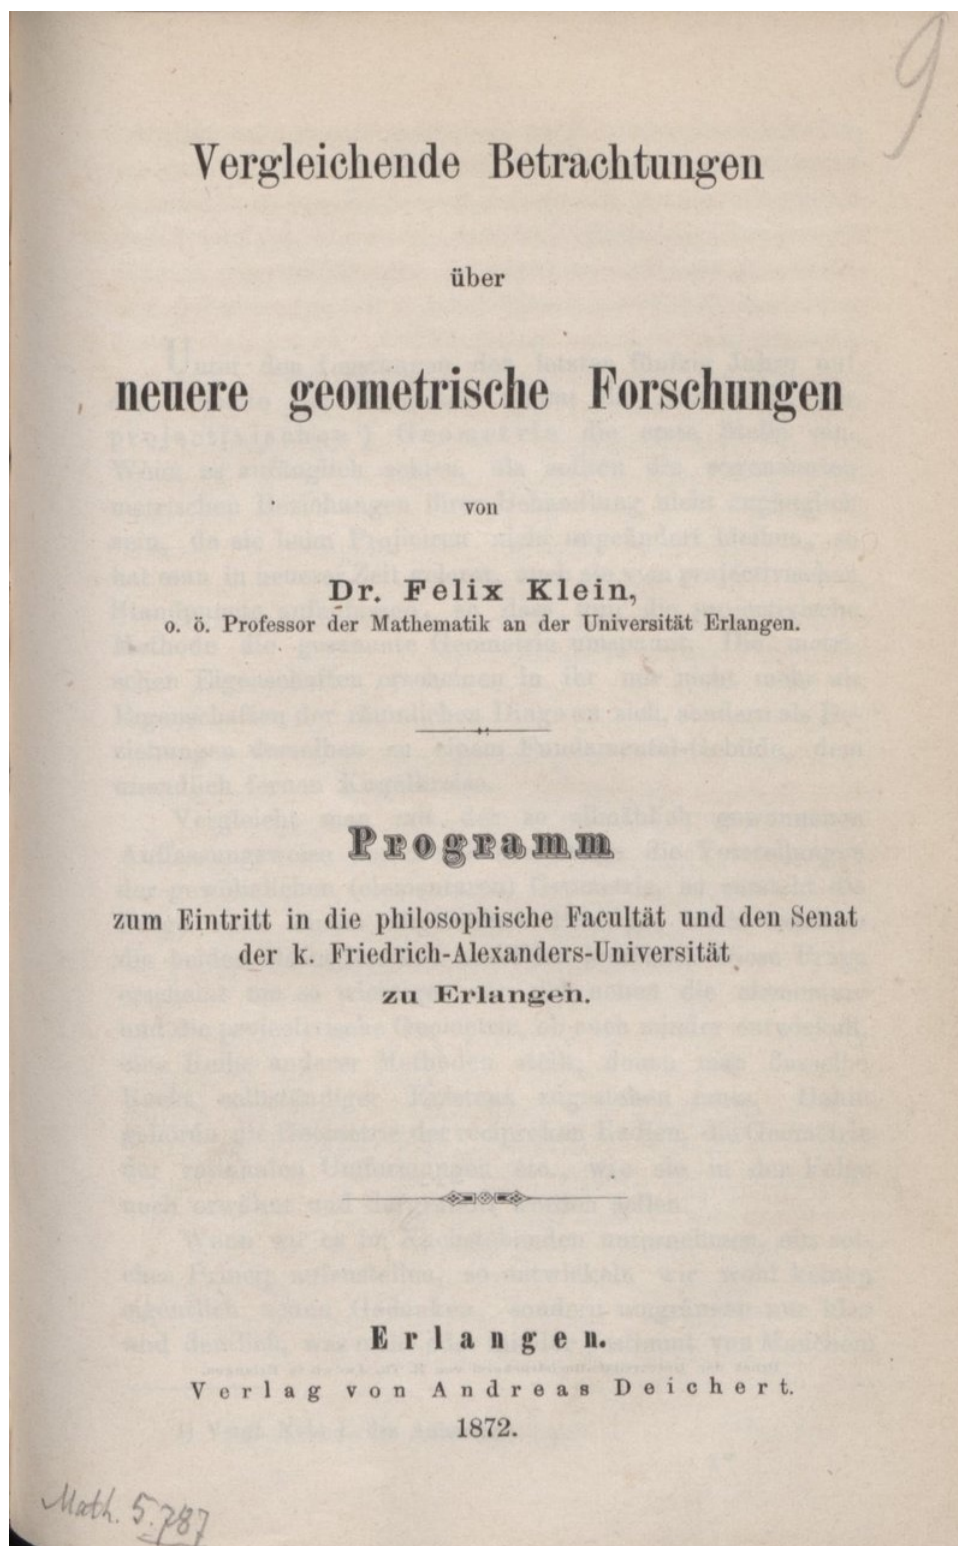 9
Vergleichende Betrachtungen
über
neuere geometrische Forschungen
von
Dr. Felix Klein,
o. ö. Professor der Mathematik an der Universität Erlangen.
Programm
zum Eintritt in die philosophische Facultät und den Senat
der k. Friedrich-Alexanders-Universität
zu Erlangen.
Erlangen.
Verlag von Andreas Deichert.
1872.
Math. 5.787